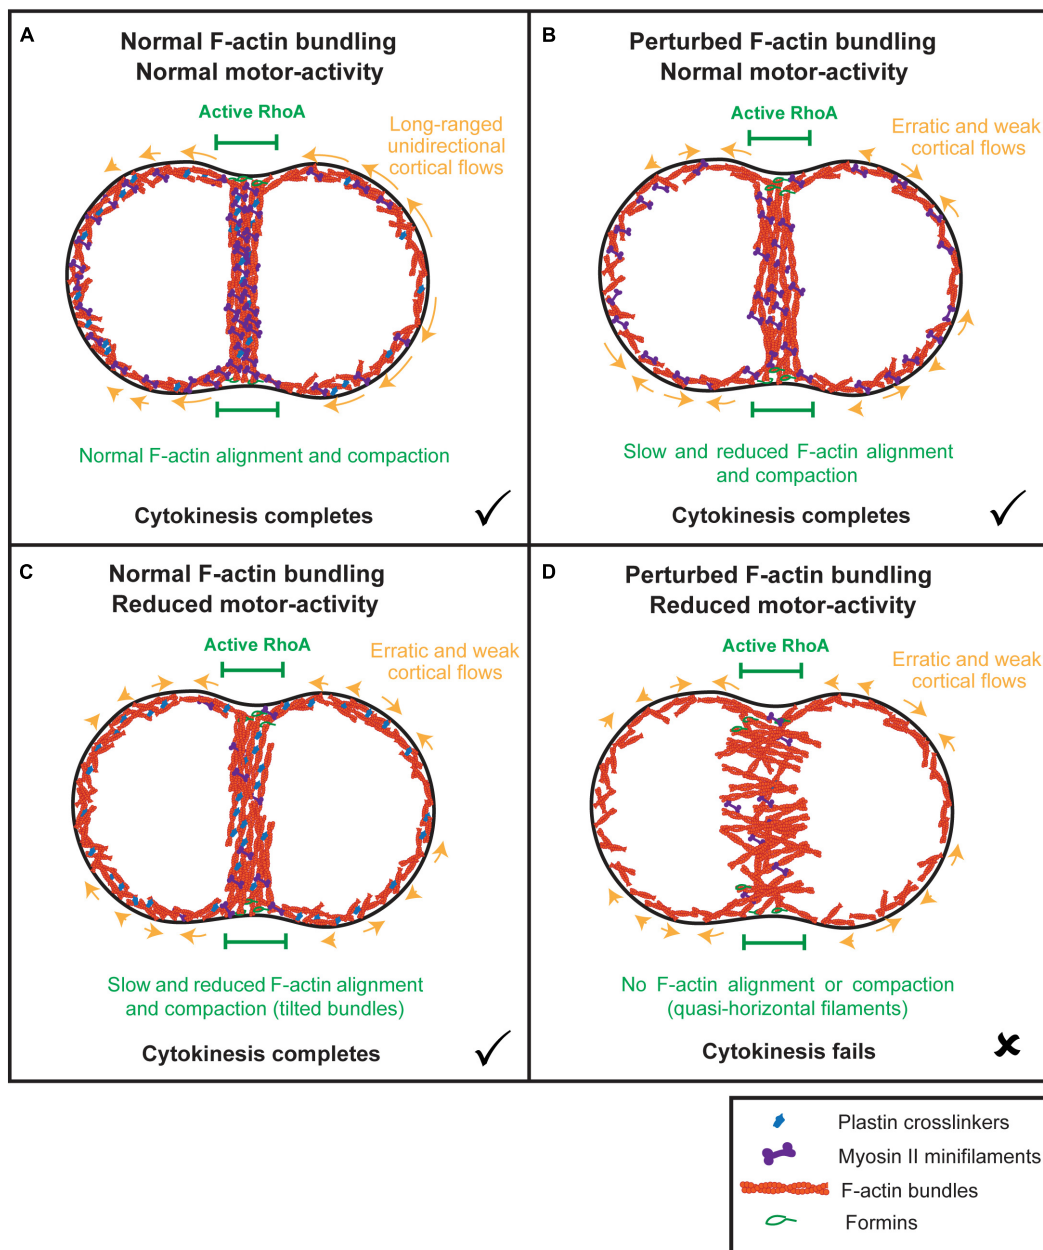 A
Normal F-actin bundling
Normal motor-activity
Active RhoA
Long-ranged
unidirectional
cortical flows
Normal F-actin alignment and compaction
Cytokinesis completes
B
Perturbed F-actin bundling
Normal motor-activity
Active RhoA
Erratic and weak
cortical flows
Slow and reduced F-actin alignment
and compaction
Cytokinesis completes
C
Normal F-actin bundling
Reduced motor-activity
Active RhoA
Erratic and weak
cortical flows
Slow and reduced F-actin alignment
and compaction (tilted bundles)
Cytokinesis completes
D
Perturbed F-actin bundling
Reduced motor-activity
Active RhoA
Erratic and weak
cortical flows
No F-actin alignment or compaction
(quasi-horizontal filaments)
Cytokinesis fails
Plastin crosslinkers
Myosin II minifilaments
F-actin bundles
Formins